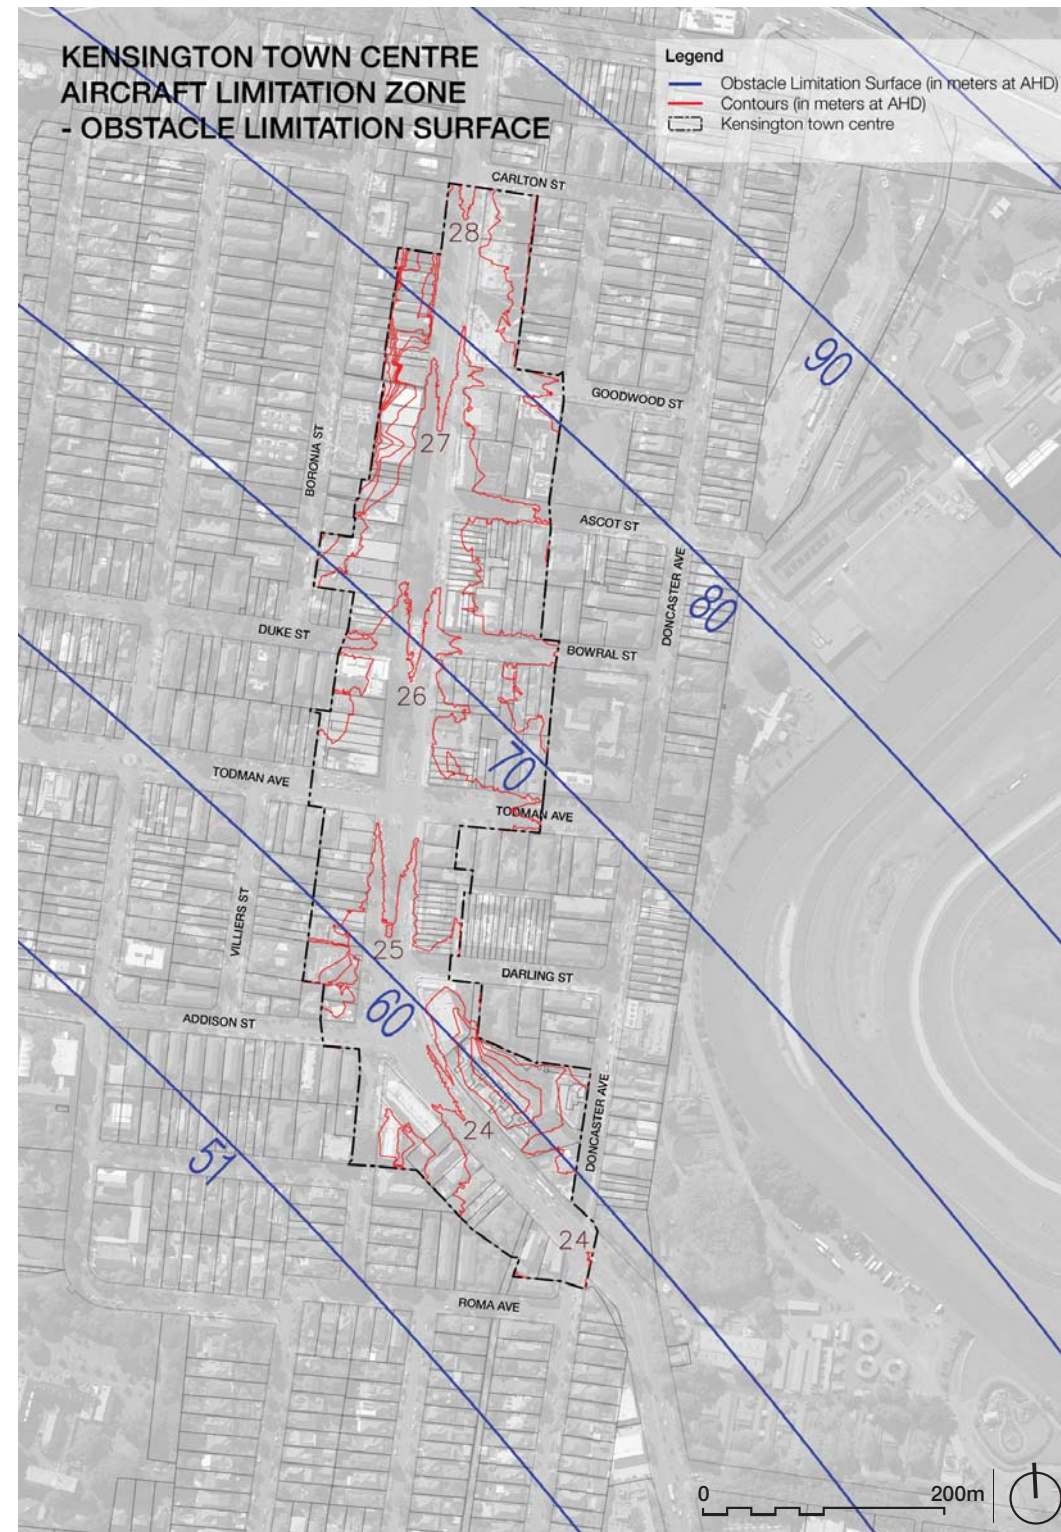 KENSINGTON TOWN CENTRE
AIRCRAFT LIMITATION ZONE
- OBSTACLE LIMITATION SURFACE
Legend
Obstacle Limitation Surface (in meters at AHD)
Contours (in meters at AHD)
Kensington town centre
CARLTON ST
28
90
GOODWOOD ST
27
BORONIA ST
ASCOT ST
DONCASTER AVE
80
DUKE ST
BOWRAL ST
26
70
TODMAN AVE
TODMAN AVE
VILLIERS ST
25
DARLING ST
60
ADDISON ST
DONCASTER AVE
24
51
24
ROMA AVE
0 200m